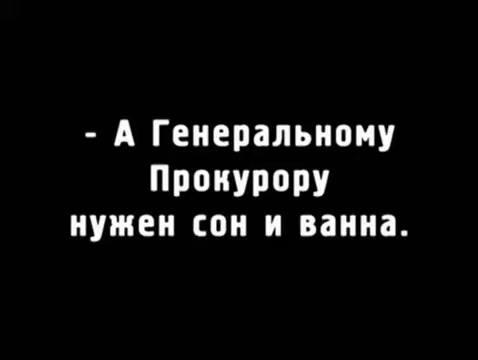 - А Генеральному
Прокурору
нужен сон и ванна.